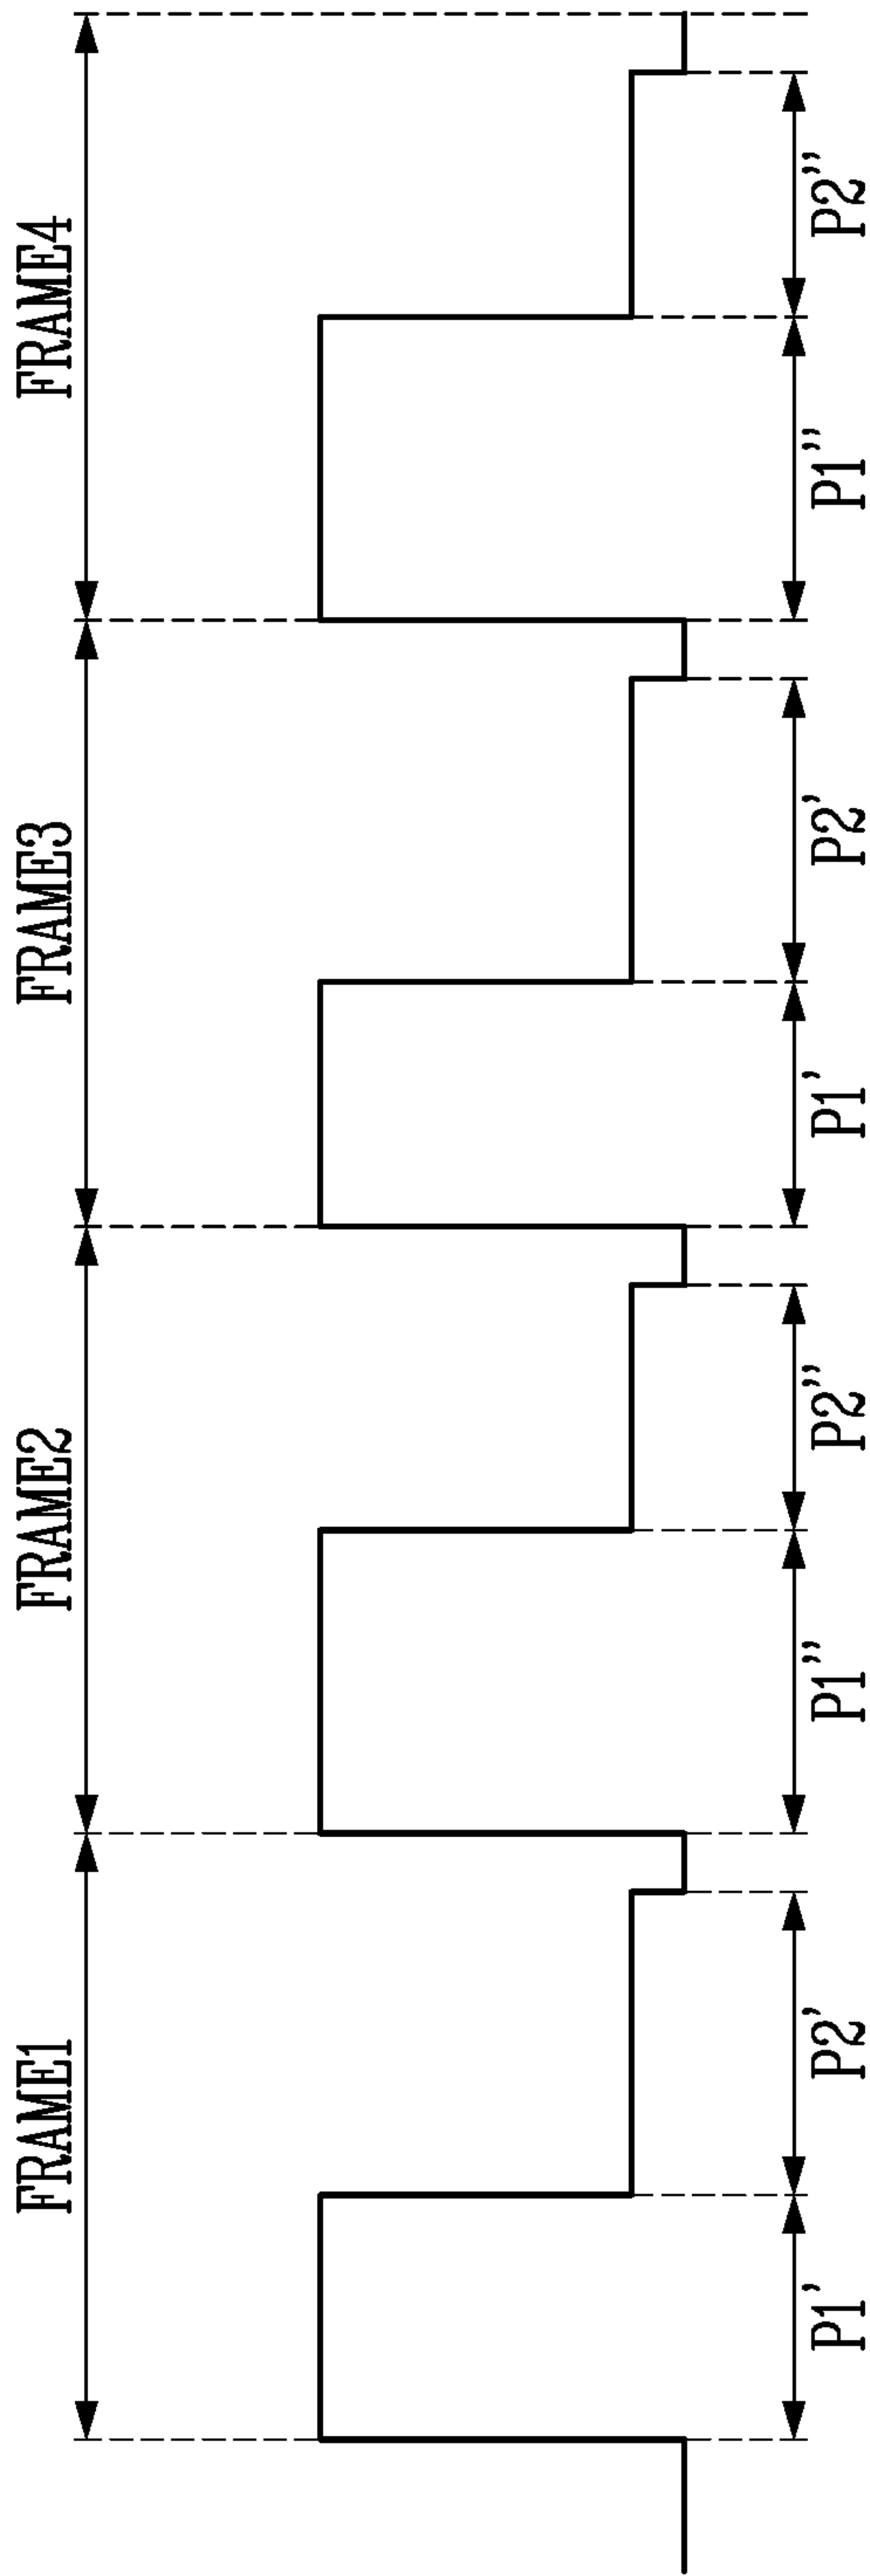 FRAME1
FRAME2
FRAME3
FRAME4
P1'
P2'
P1”
P2”
P1'
P2'
P1”
P2”